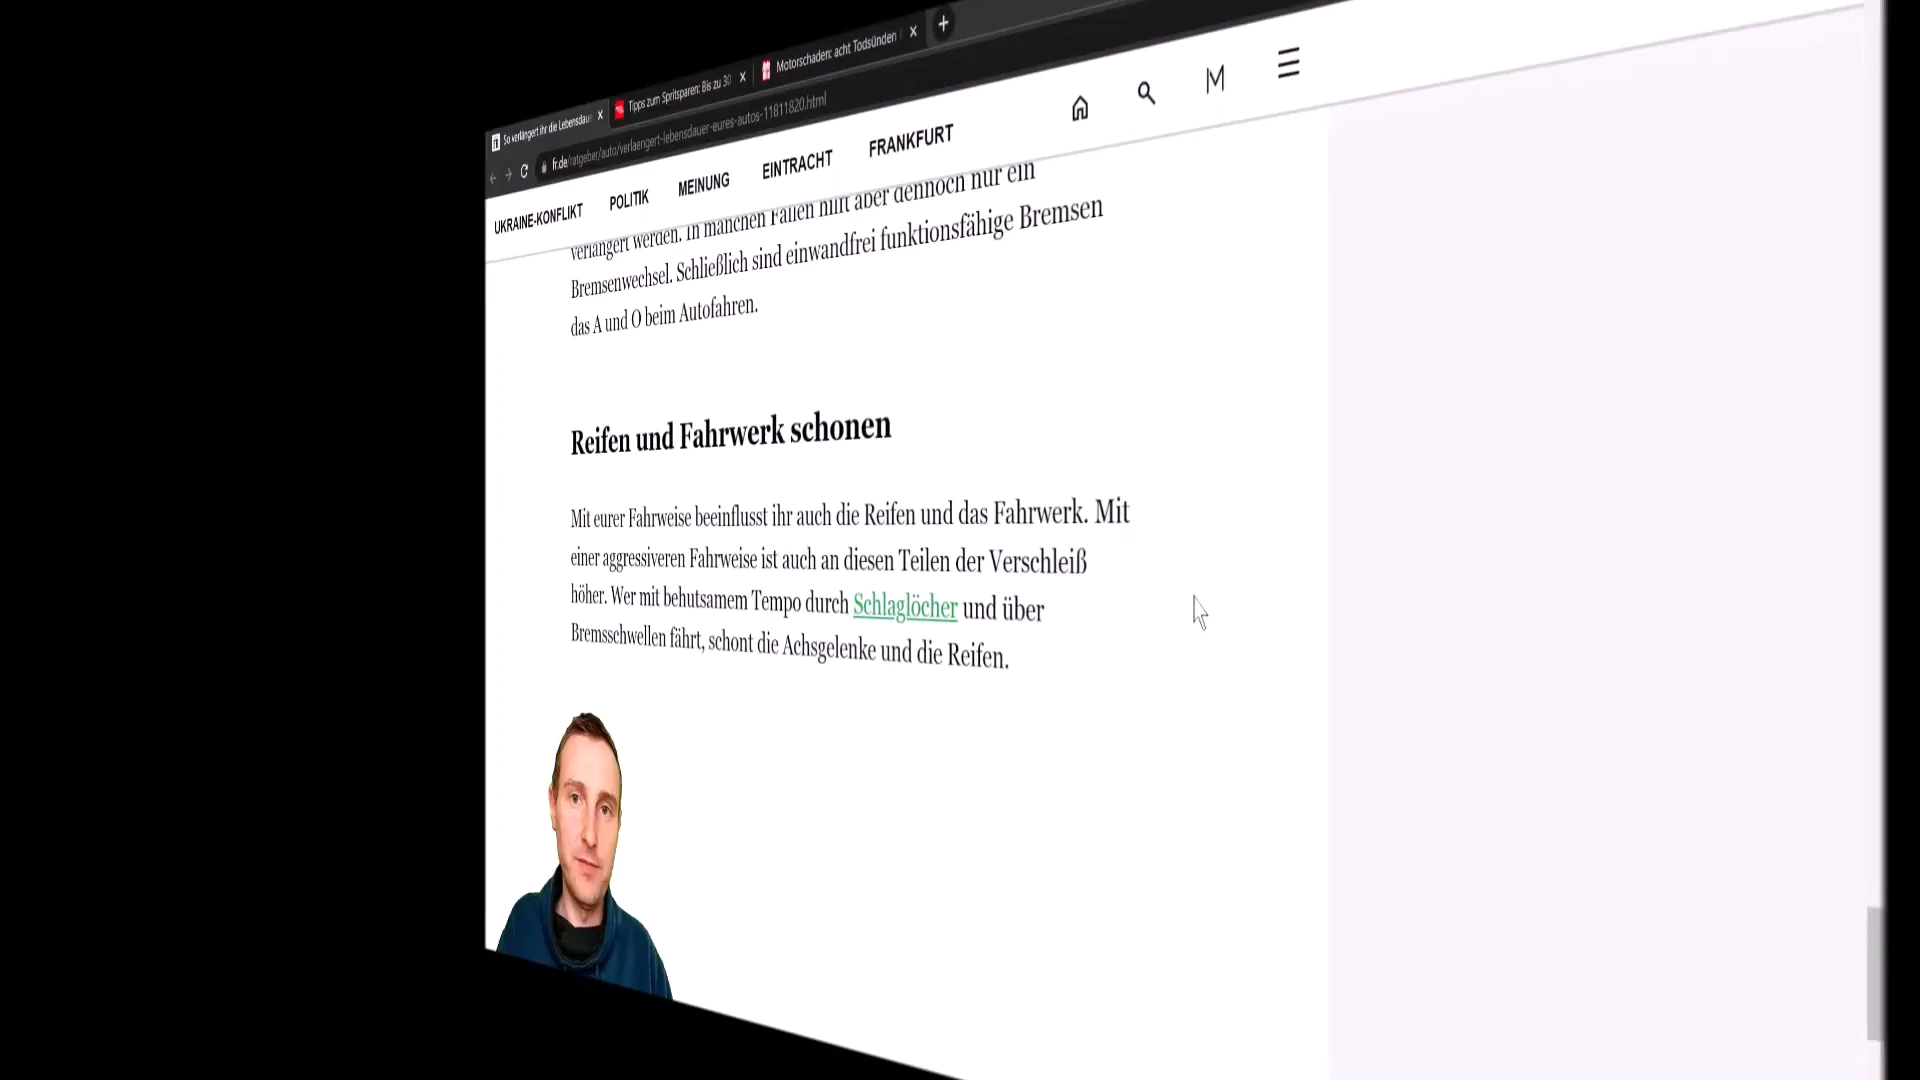 So verlängert ihr die Lebensdau
Tipps zum Spritsparen: Bis zu 30
Motorschaden: acht Todsünden
fr.de/ratgeber/auto/verlaengert-lebensdauer-eures-autos-11811820.html
UKRAINE-KONFLIKT POLITIK MEINUNG EINTRACHT FRANKFURT
verlängert werden. In manchen Fällen hilft aber dennoch nur ein
Bremsenwechsel. Schließlich sind einwandfrei funktionsfähige Bremsen
das A und O beim Autofahren.
Reifen und Fahrwerk schonen
Mit eurer Fahrweise beeinflusst ihr auch die Reifen und das Fahrwerk. Mit
einer aggressiveren Fahrweise ist auch an diesen Teilen der Verschleiß
höher. Wer mit behutsamem Tempo durch Schlaglöcher und über
Bremsschwellen fährt, schont die Achsgelenke und die Reifen.